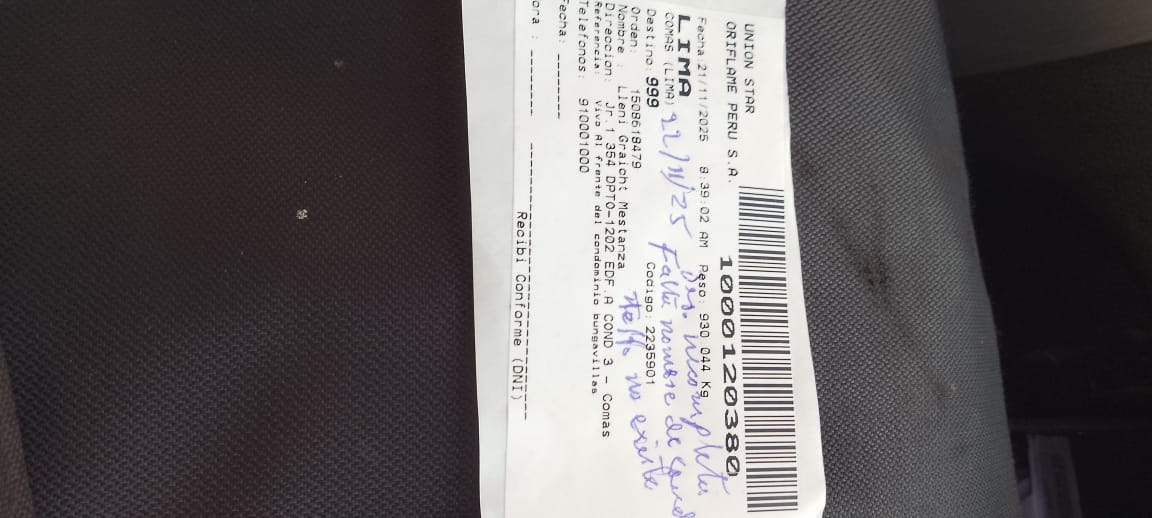 UNION STAR
ORIFLAME PERU S.A.
1000120380
Fecha:21/11/2025 8:39:02 AM Peso: 930 044 Kg
LIMA
Dir. incompleta
COMAS (LIMA) 22/11/25 Falta nombre de cond
Destino: 999 Codigo: 2235901
Orden: 1508618479
telf. no existe
Nombre : Lleni Graicht Mestanza
Direccion: Jr.1 354 DPTO-1202 EDF.A COND 3 - Comas
Referencia: Vivo Al frente del condominio bungavillas
Telefonos: 910001000
Fecha: --------
ora : --------
Recibi Conforme (DNI)